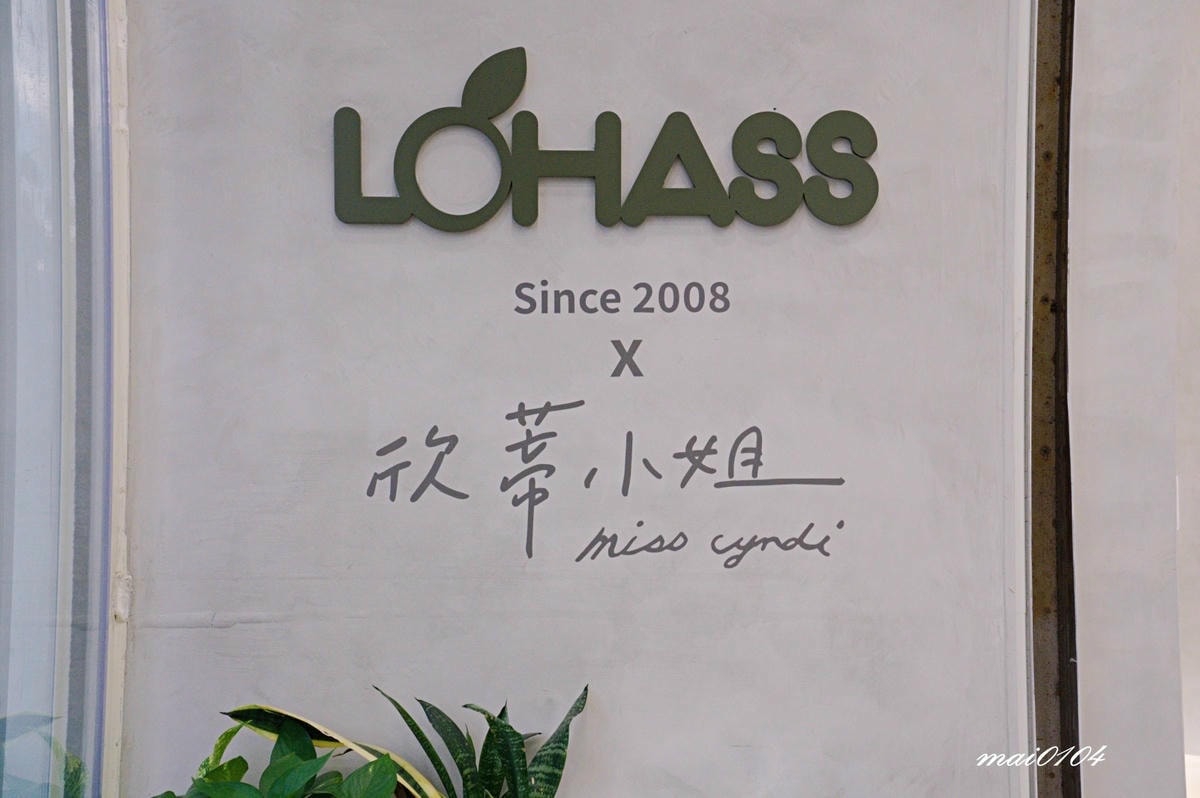 LOHASS
Since 2008
X
欣蒂小姐
miss cyndi
mai0104